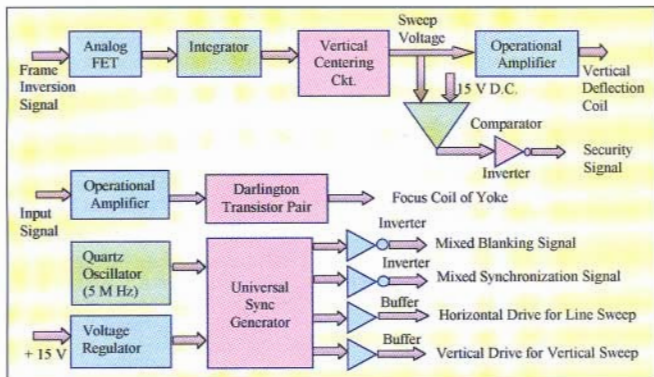 Sweep
Voltage
Analog
FET
Integrator
Vertical
Centering
Ckt.
Operational
Amplifier
Frame
Inversion
Signal
Vertical
Deflection
Coil
15 V D.C.
Comparator
Inverter
Security
Signal
Operational
Amplifier
Darlington
Transistor Pair
Focus Coil of Yoke
Input
Signal
Inverter
Mixed Blanking Signal
Quartz
Oscillator
(5 M Hz)
Universal
Sync
Generator
Inverter
Mixed Synchronization Signal
Buffer
Horizontal Drive for Line Sweep
Voltage
Regulator
+ 15 V
Buffer
Vertical Drive for Vertical Sweep